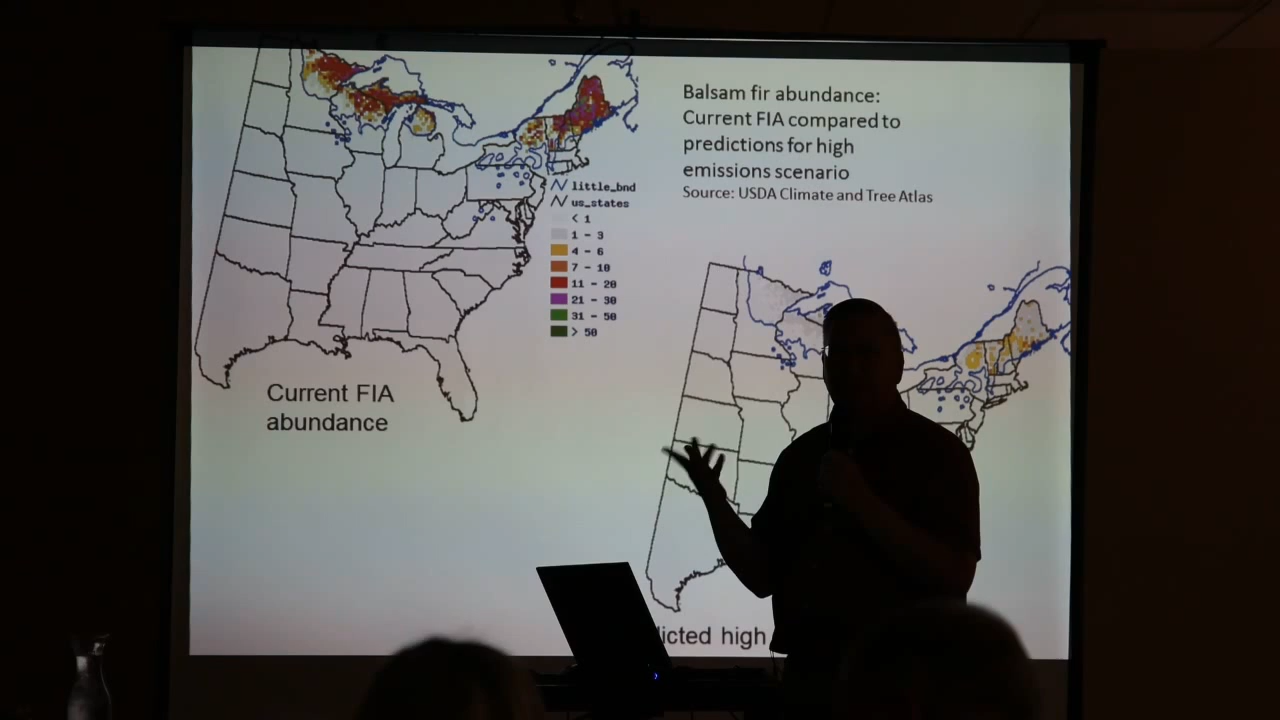 Balsam fir abundance:
Current FIA compared to
predictions for high
emissions scenario
Source: USDA Climate and Tree Atlas
little_bnd
us_states
< 1
1 - 3
4 - 6
7 - 10
11 - 20
21 - 30
31 - 50
> 50
Current FIA
abundance
high